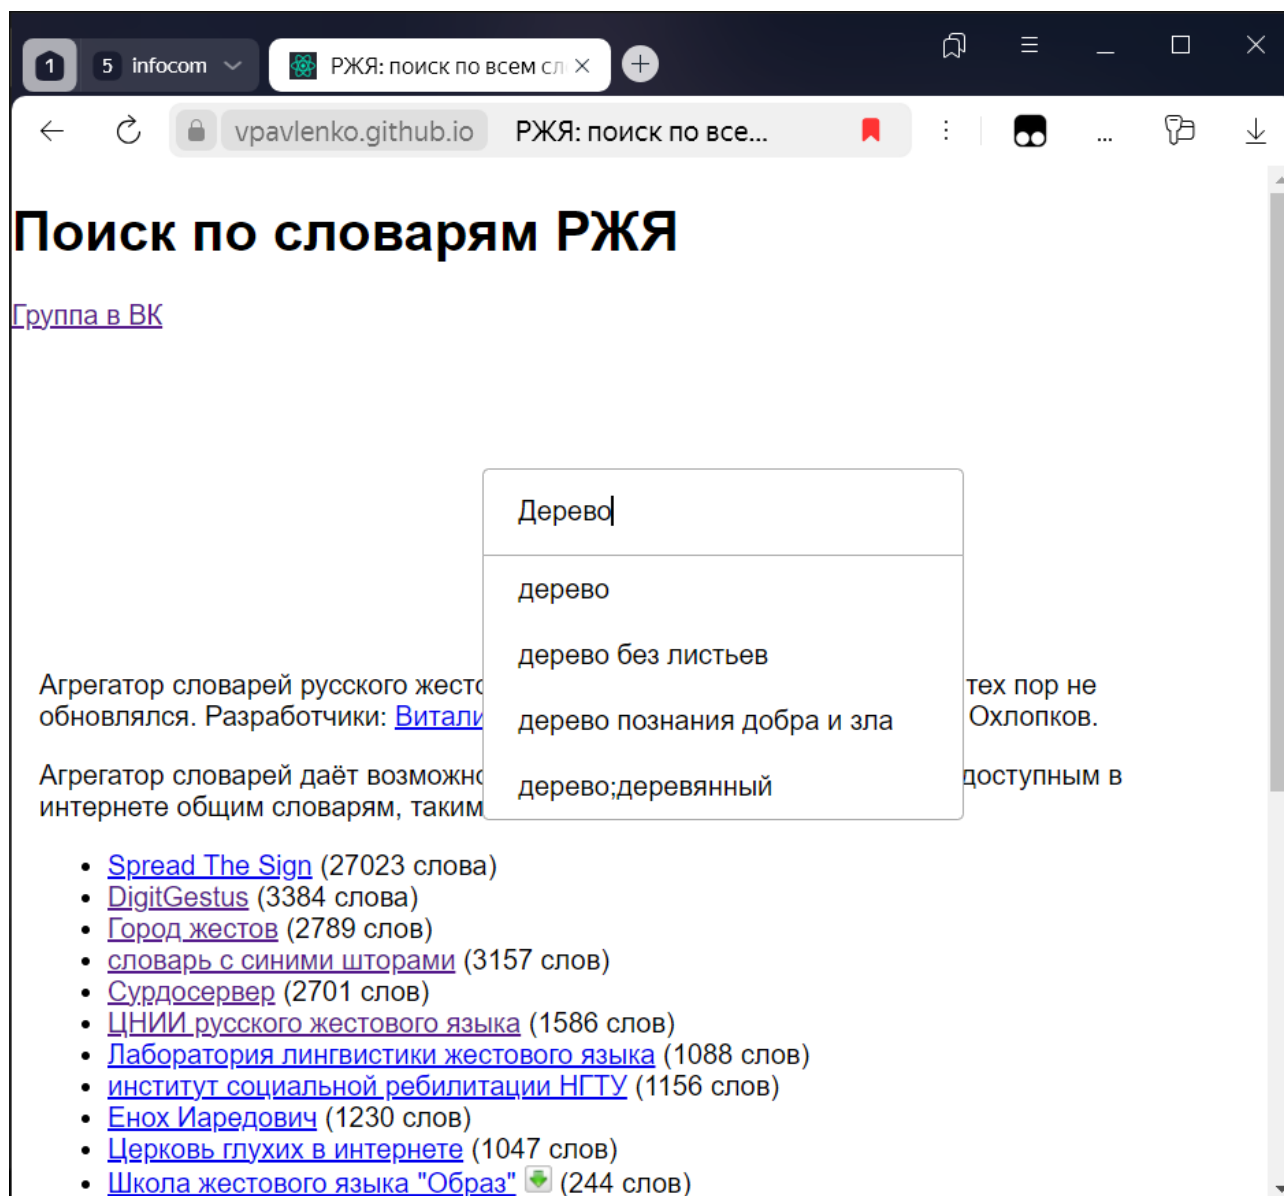 1
5 infocom
РЖЯ: поиск по всем сл
vpavlenko.github.io
РЖЯ: поиск по все...
...
Поиск по словарям РЖЯ
Группа в ВК
Дерево
дерево
дерево без листьев
дерево познания добра и зла
дерево;деревянный
Агрегатор словарей русского жесто тех пор не
обновлялся. Разработчики: Витали Охлопков.
Агрегатор словарей даёт возможно доступным в
интернете общим словарям, таким
Spread The Sign (27023 слова)
DigitGestus (3384 слова)
Город жестов (2789 слов)
словарь с синими шторами (3157 слов)
Сурдосервер (2701 слов)
ЦНИИ русского жестового языка (1586 слов)
Лаборатория лингвистики жестового языка (1088 слов)
институт социальной ребилитации НГТУ (1156 слов)
Енох Иаредович (1230 слов)
Церковь глухих в интернете (1047 слов)
Школа жестового языка "Образ" (244 слов)